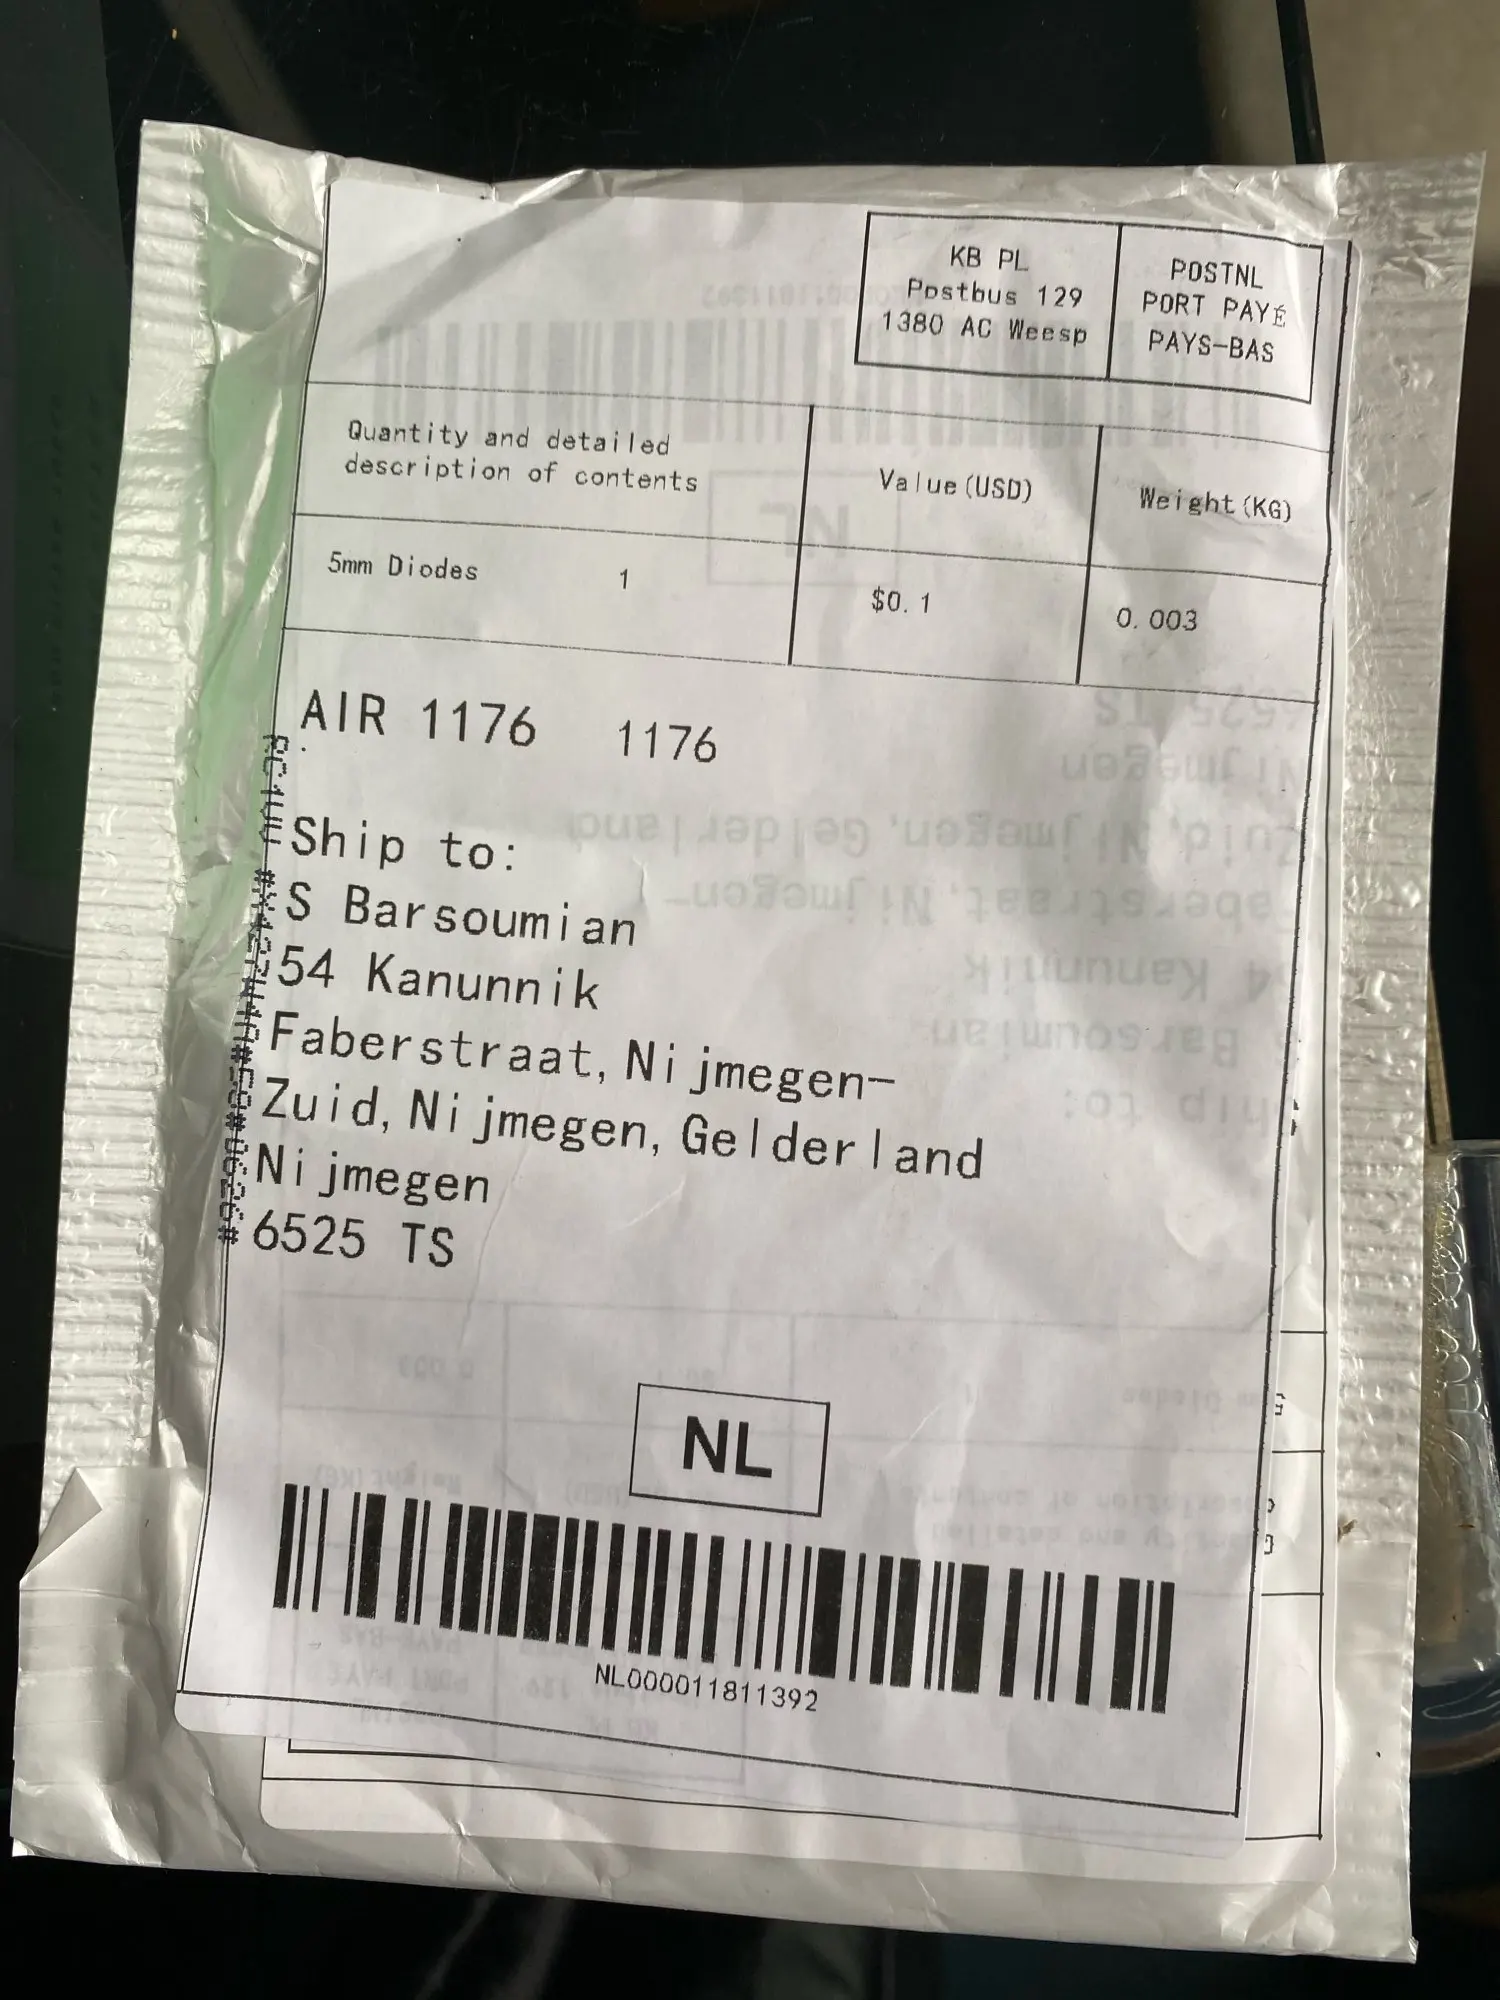 KB PL
Postbus 129
1380 AC Weesp
POSTNL
PORT PAYÉ
PAYS-BAS
Quantity and detailed
description of contents
Value(USD)
Weight(KG)
5mm Diodes 1
$0.1
0.003
AIR 1176 1176
Ship to:
S Barsoumian
54 Kanunnik
Faberstraat, Nijmegen-
Zuid, Nijmegen, Gelderland
Nijmegen
6525 TS
NL
NL000011811392